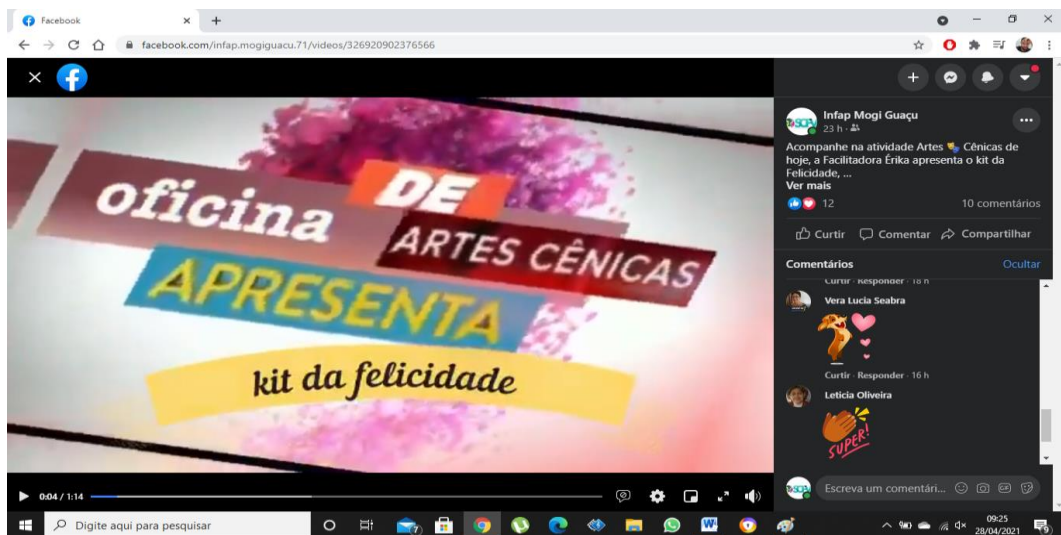 Facebook
facebook.com/infap.mogiguacu.71/videos/326920902376566
oficina
DE
ARTES CÊNICAS
APRESENTA
kit da felicidade
0:04 / 1:14
Infap Mogi Guaçu
23 h
Acompanhe na atividade Artes 🎭 Cênicas de
hoje, a Facilitadora Érika apresenta o kit da
Felicidade, ...
Ver mais
12
10 comentários
Curtir Comentar Compartilhar
Comentários
Ocultar
Curtir · Responder · 18 h
Vera Lucia Seabra
Curtir · Responder · 16 h
Leticia Oliveira
SUPER!
Escreva um comentári...
Digite aqui para pesquisar
09:25
28/04/2021